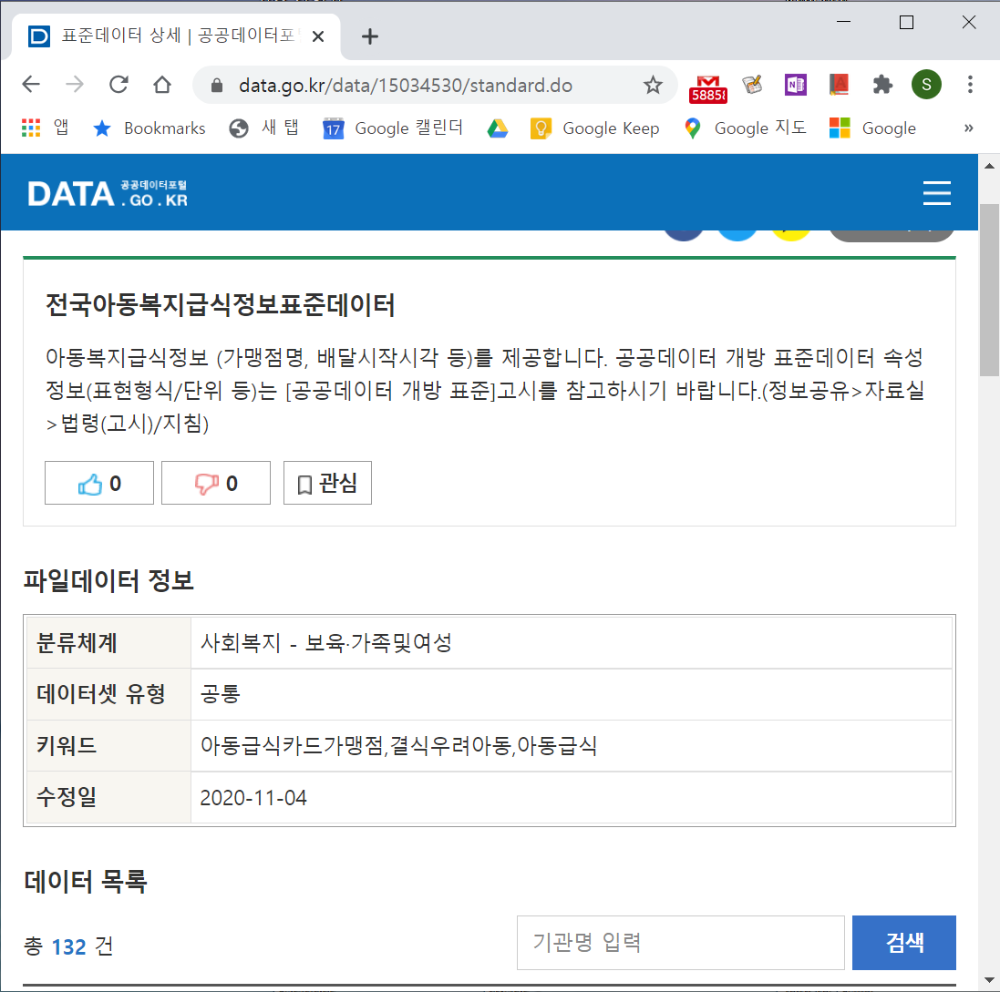 표준데이터 상세 | 공공데이터포
data.go.kr/data/15034530/standard.do
S
앱
Bookmarks
새 탭
17
Google 캘린더
Google Keep
Google 지도
Google
»
DATA 공공데이터포털
.GO.KR
전국아동복지급식정보표준데이터
아동복지급식정보 (가맹점명, 배달시작시각 등)를 제공합니다. 공공데이터 개방 표준데이터 속성
정보(표현형식/단위 등)는 [공공데이터 개방 표준]고시를 참고하시기 바랍니다.(정보공유>자료실
>법령(고시)/지침)
0
0
관심
파일데이터 정보
분류체계 사회복지 - 보육·가족및여성
데이터셋 유형 공통
키워드 아동급식카드가맹점,결식우려아동,아동급식
수정일 2020-11-04
데이터 목록
총 132 건
기관명 입력
검색